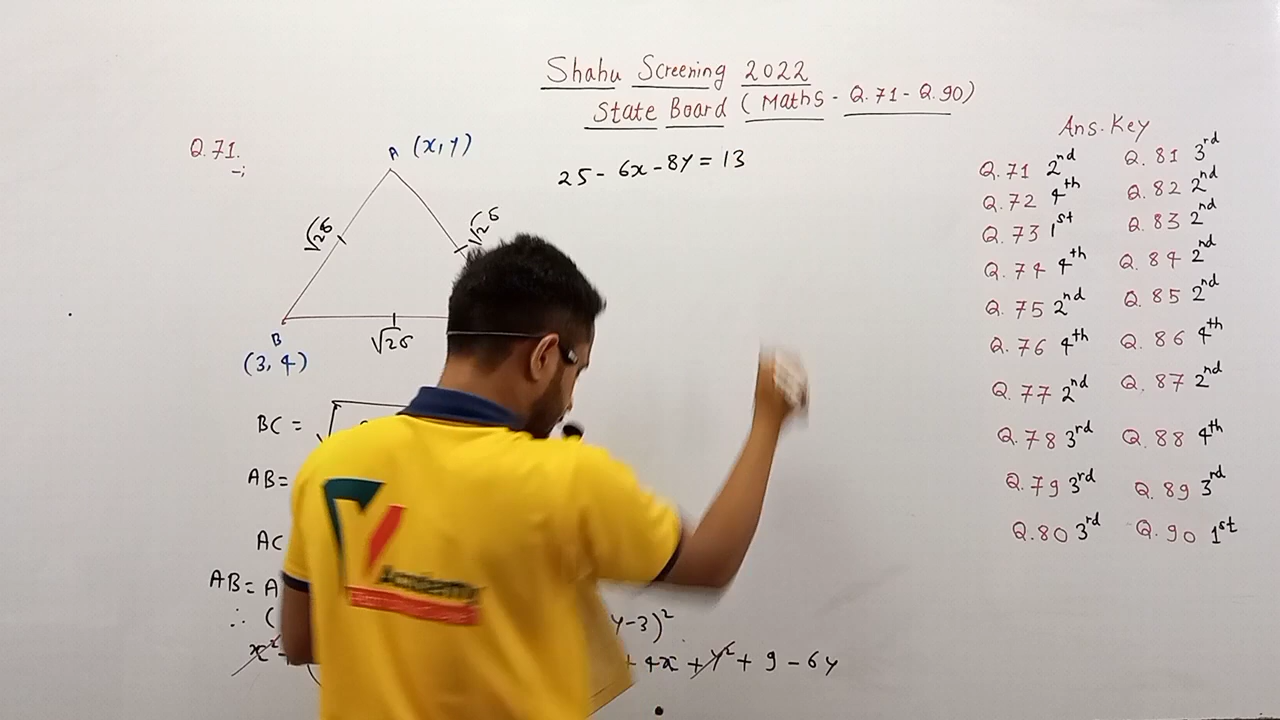 Shahu Screening 2022
State Board (Maths - Q.71 - Q.90)
Q.71.
A (x, y)
√26
√26
B
(3, 4)
√26
BC =
AB =
AC
AB = A
∴ (
y-3)²
x²
+ 4x + y² + 9 - 6y
25 - 6x - 8y = 13
Ans. Key
Q.71 2nd
Q.72 4th
Q.73 1st
Q.74 4th
Q.75 2nd
Q.76 4th
Q.77 2nd
Q.78 3rd
Q.79 3rd
Q.80 3rd
Q.81 3rd
Q.82 2nd
Q.83 2nd
Q.84 2nd
Q.85 2nd
Q.86 4th
Q.87 2nd
Q.88 4th
Q.89 3rd
Q.90 1st
Academy